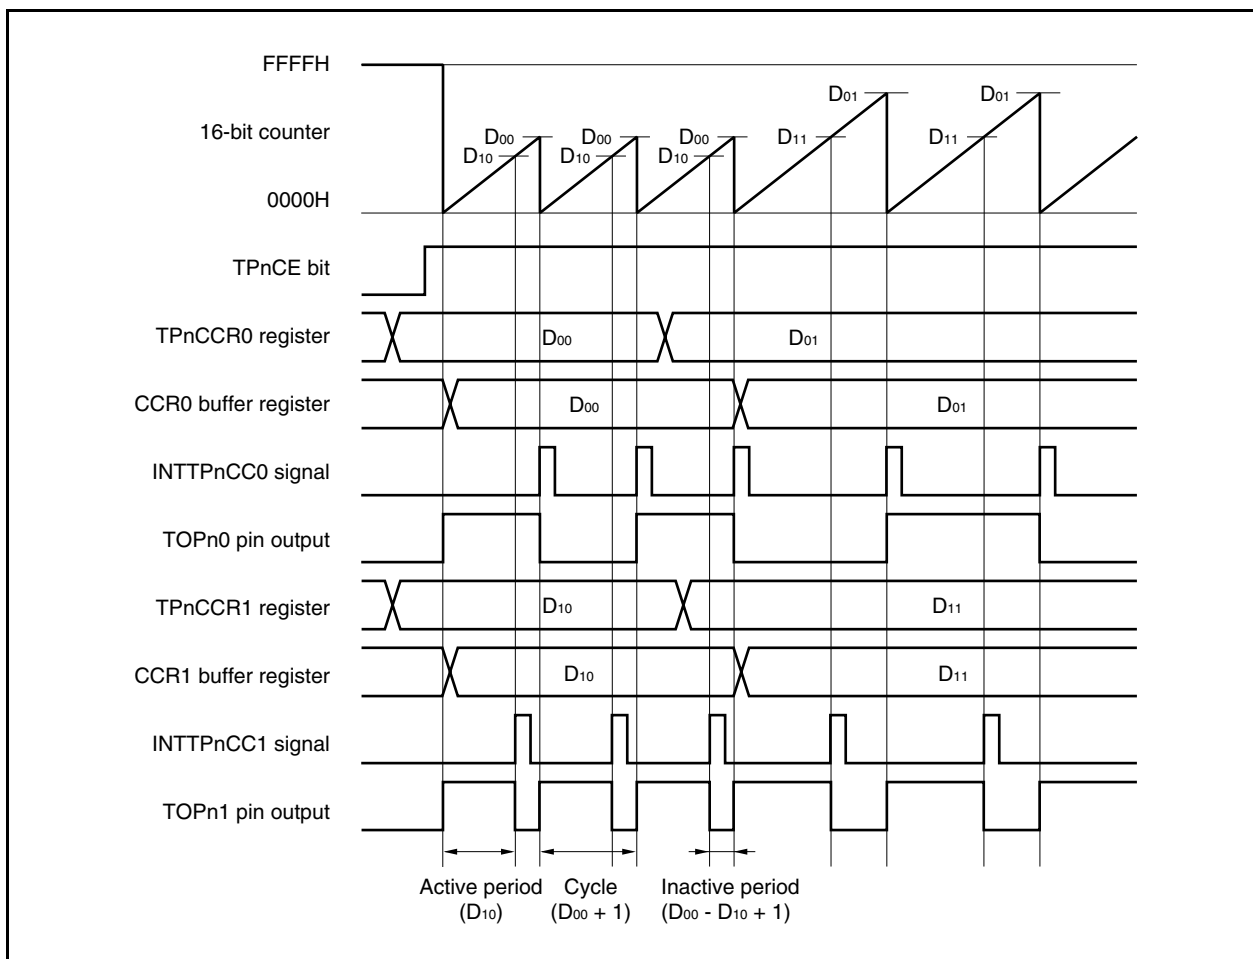 FFFFH
D01 D01
16-bit counter
D00 D00 D00 D11 D11
D10 D10 D10
0000H
TPnCE bit
TPnCCR0 register D00 D01
CCR0 buffer register D00 D01
INTTPnCC0 signal
TOPn0 pin output
TPnCCR1 register D10 D11
CCR1 buffer register D10 D11
INTTPnCC1 signal
TOPn1 pin output
Active period Cycle Inactive period
(D10) (D00 + 1) (D00 - D10 + 1)